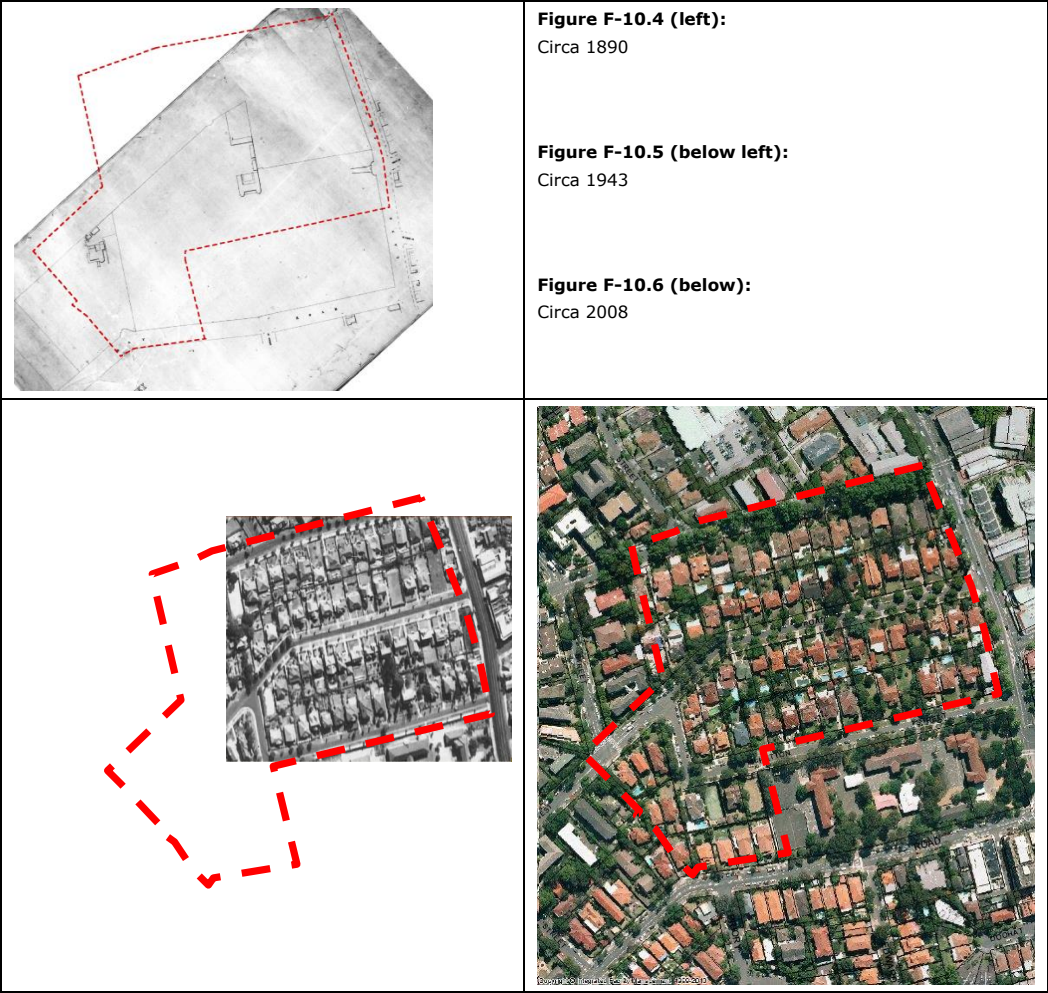 Figure F-10.4 (left):
Circa 1890
Figure F-10.5 (below left):
Circa 1943
Figure F-10.6 (below):
Circa 2008
ROAD